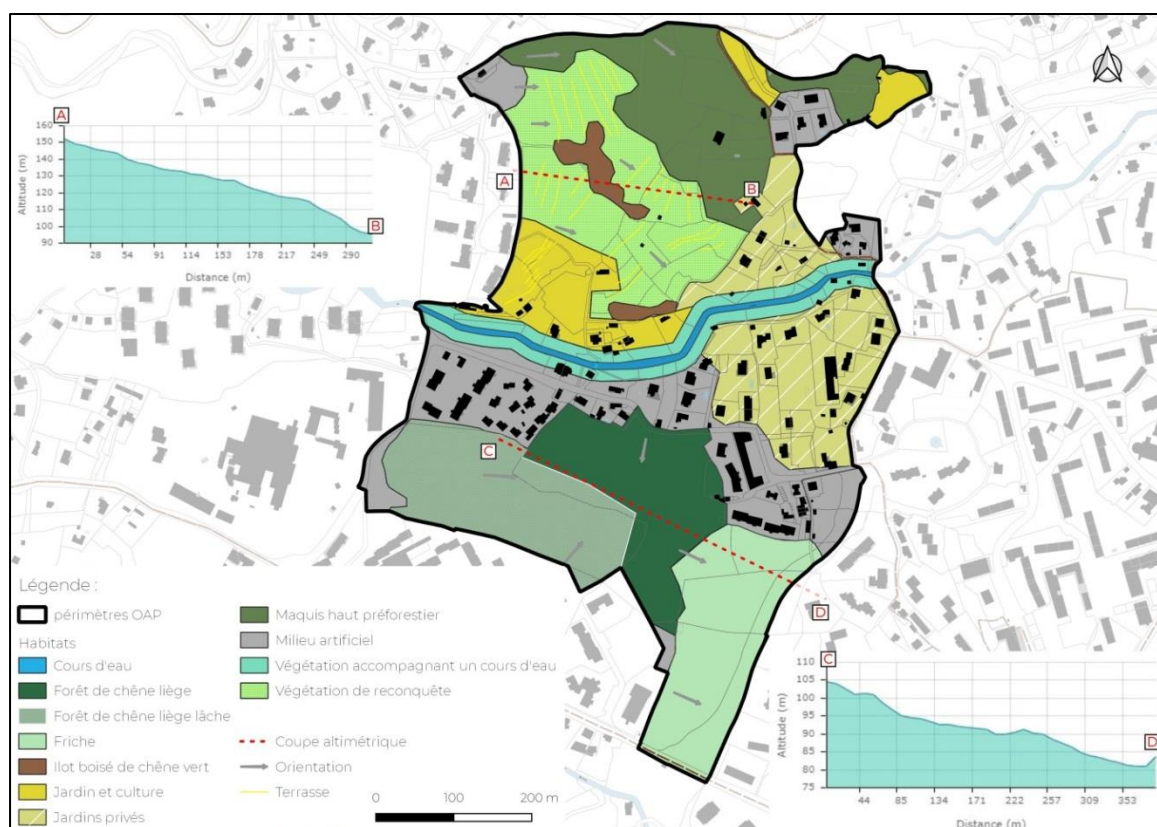 A
160
150
140
130
120
110
100
90
Altitude (m)
B
28 54 90 114 153 178 217 249 290
Distance (m)
A
B
C
D
Légende :
périmètres OAP
Habitats
Cours d'eau
Forêt de chêne liège
Forêt de chêne liège lâche
Friche
Ilot boisé de chêne vert
Jardin et culture
Jardins privés
Maquis haut préforestier
Milieu artificiel
Végétation accompagnant un cours d'eau
Végétation de reconquête
Coupe altimétrique
Orientation
Terrasse
0 100 200 m
C
110
105
100
95
90
85
80
75
Altitude (m)
D
44 85 134 171 222 257 309 353
Distance (m)